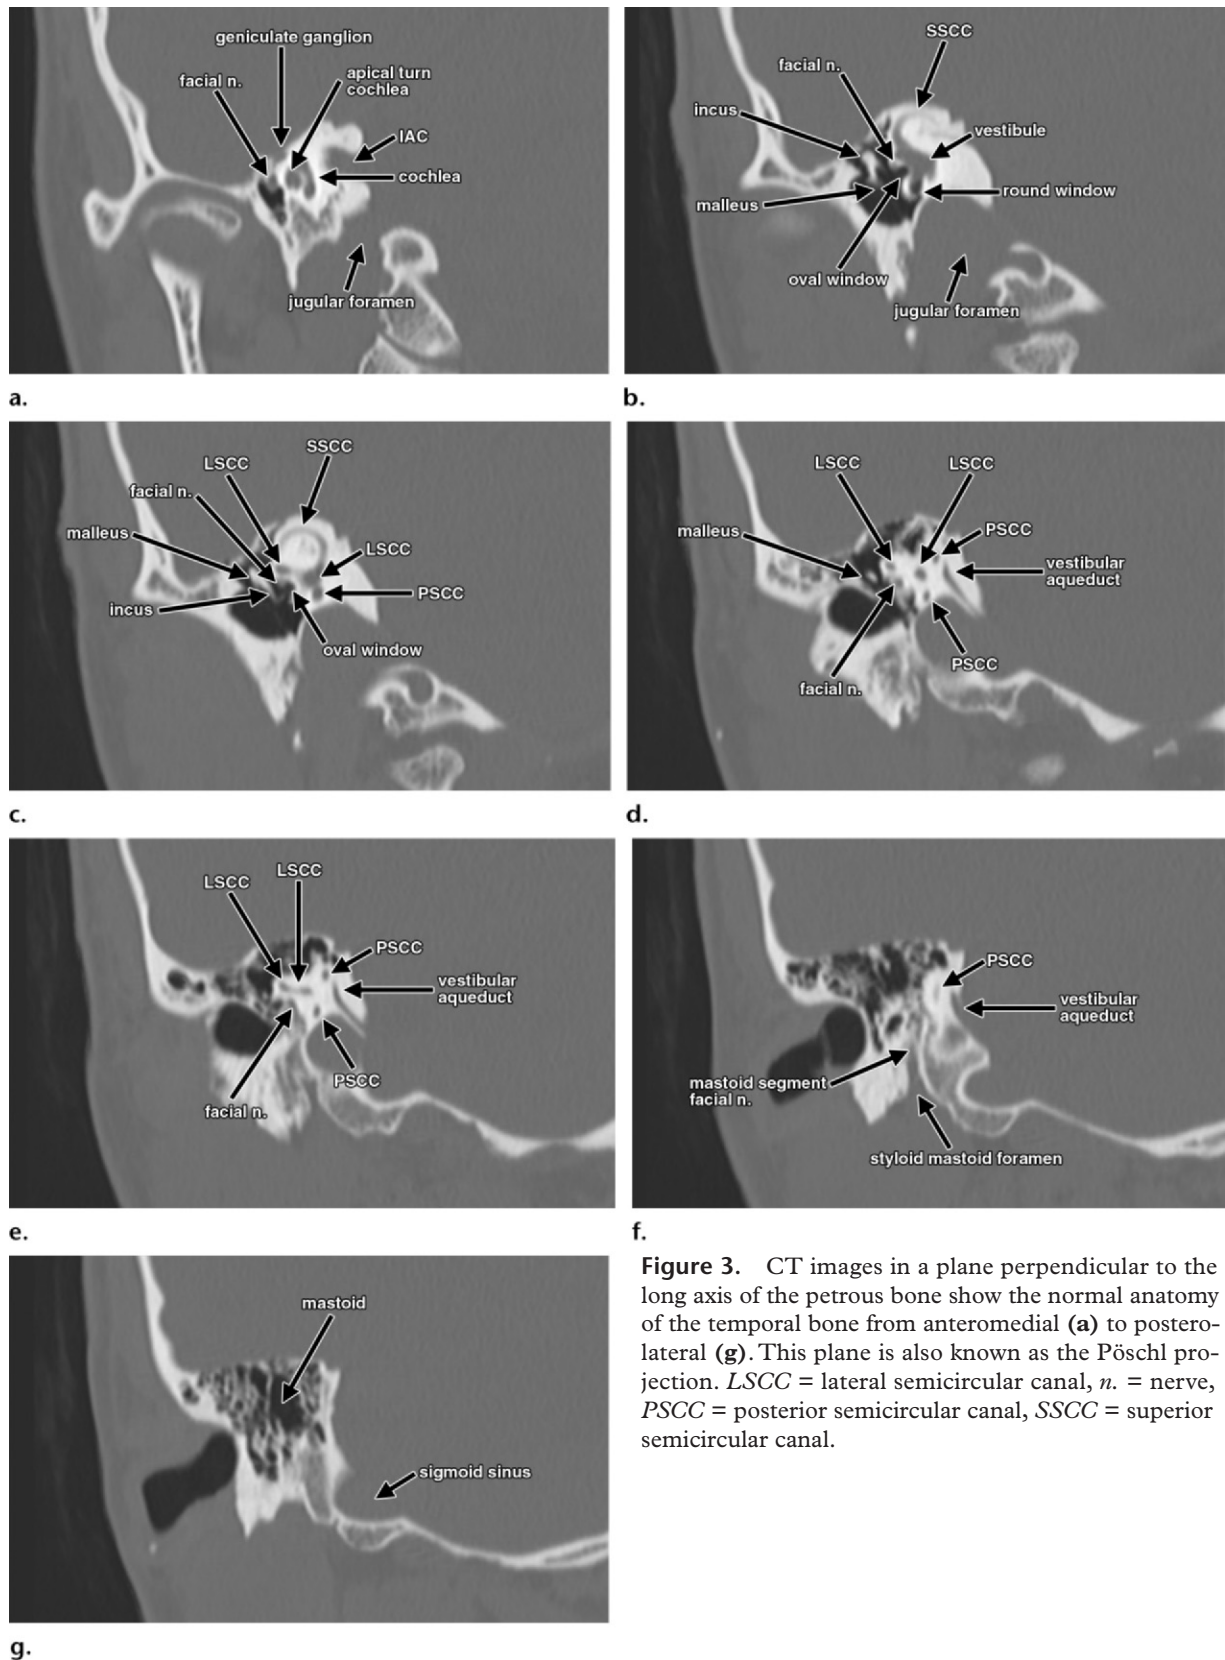 geniculate ganglion
facial n.
apical turn
cochlea
IAC
cochlea
jugular foramen
a.
SSCC
facial n.
incus
vestibule
malleus
round window
oval window
jugular foramen
b.
SSCC
LSCC
facial n.
malleus
LSCC
PSCC
incus
oval window
c.
LSCC
LSCC
malleus
PSCC
vestibular
aqueduct
PSCC
facial n.
d.
LSCC
LSCC
PSCC
vestibular
aqueduct
PSCC
facial n.
e.
PSCC
vestibular
aqueduct
mastoid segment
facial n.
styloid mastoid foramen
f.
mastoid
sigmoid sinus
g.
Figure 3. CT images in a plane perpendicular to the
long axis of the petrous bone show the normal anatomy
of the temporal bone from anteromedial (a) to postero-
lateral (g). This plane is also known as the Pöschl pro-
jection. LSCC = lateral semicircular canal, n. = nerve,
PSCC = posterior semicircular canal, SSCC = superior
semicircular canal.